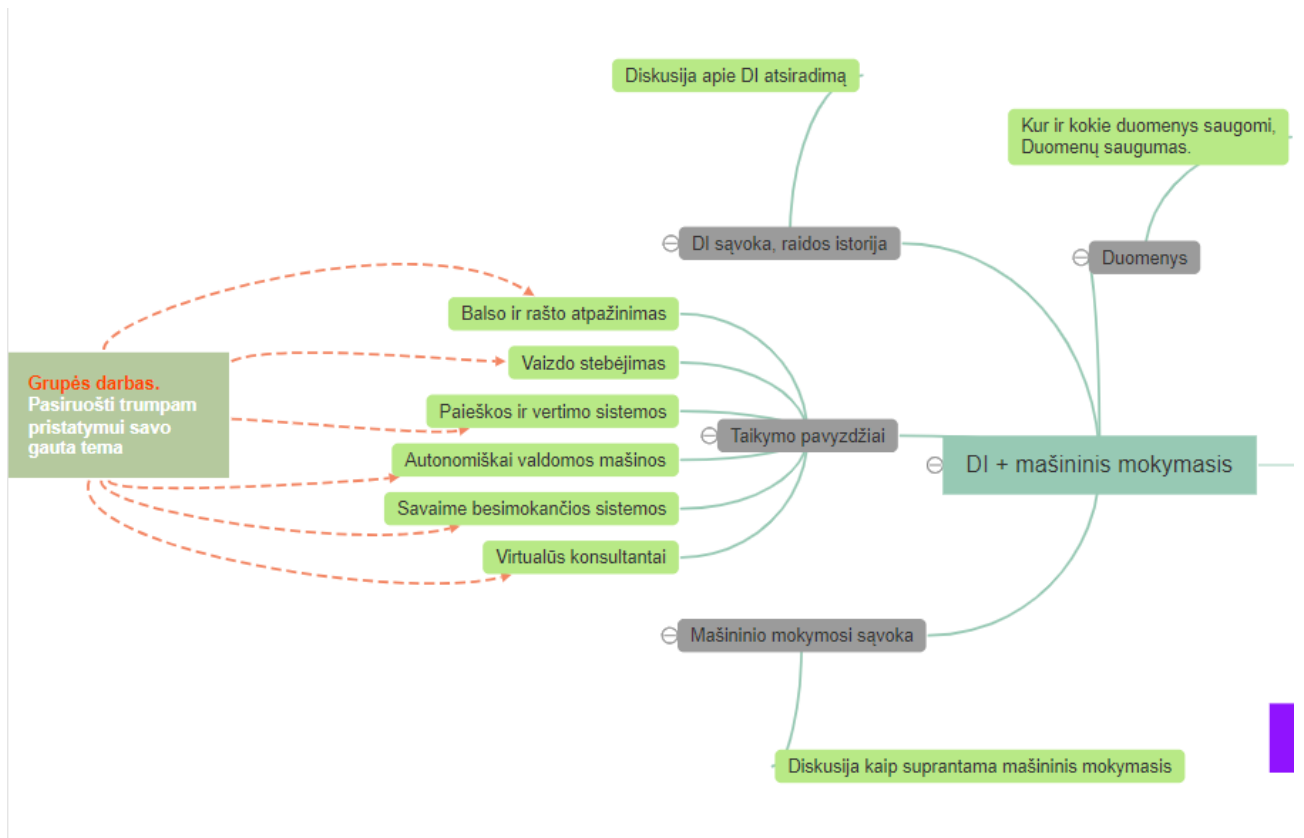 Diskusija apie DI atsiradimą
Kur ir kokie duomenys saugomi,
Duomenų saugumas.
DI sąvoka, raidos istorija
Duomenys
Balso ir rašto atpažinimas
Vaizdo stebėjimas
Grupės darbas.
Pasiruošti trumpam
pristatymui savo
gauta tema
Paieškos ir vertimo sistemos
Taikymo pavyzdžiai
Autonomiškai valdomos mašinos
DI + mašininis mokymasis
Savaime besimokančios sistemos
Virtualūs konsultantai
Mašininio mokymosi sąvoka
Diskusija kaip suprantama mašininis mokymasis